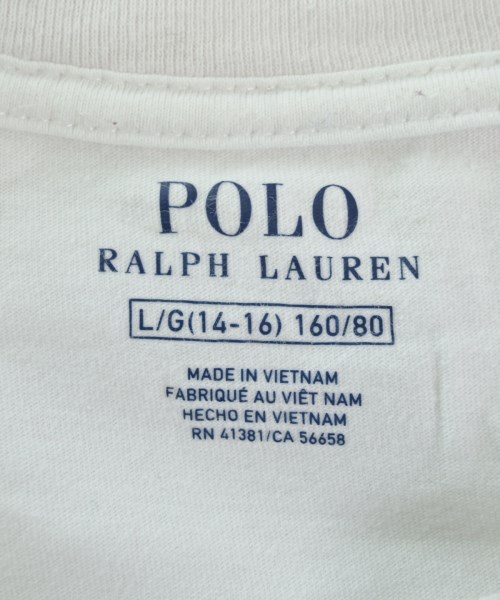 POLO
RALPH LAUREN
L/G(14-16) 160/80
MADE IN VIETNAM
FABRIQUÉ AU VIÊT NAM
HECHO EN VIETNAM
RN 41381/CA 56658